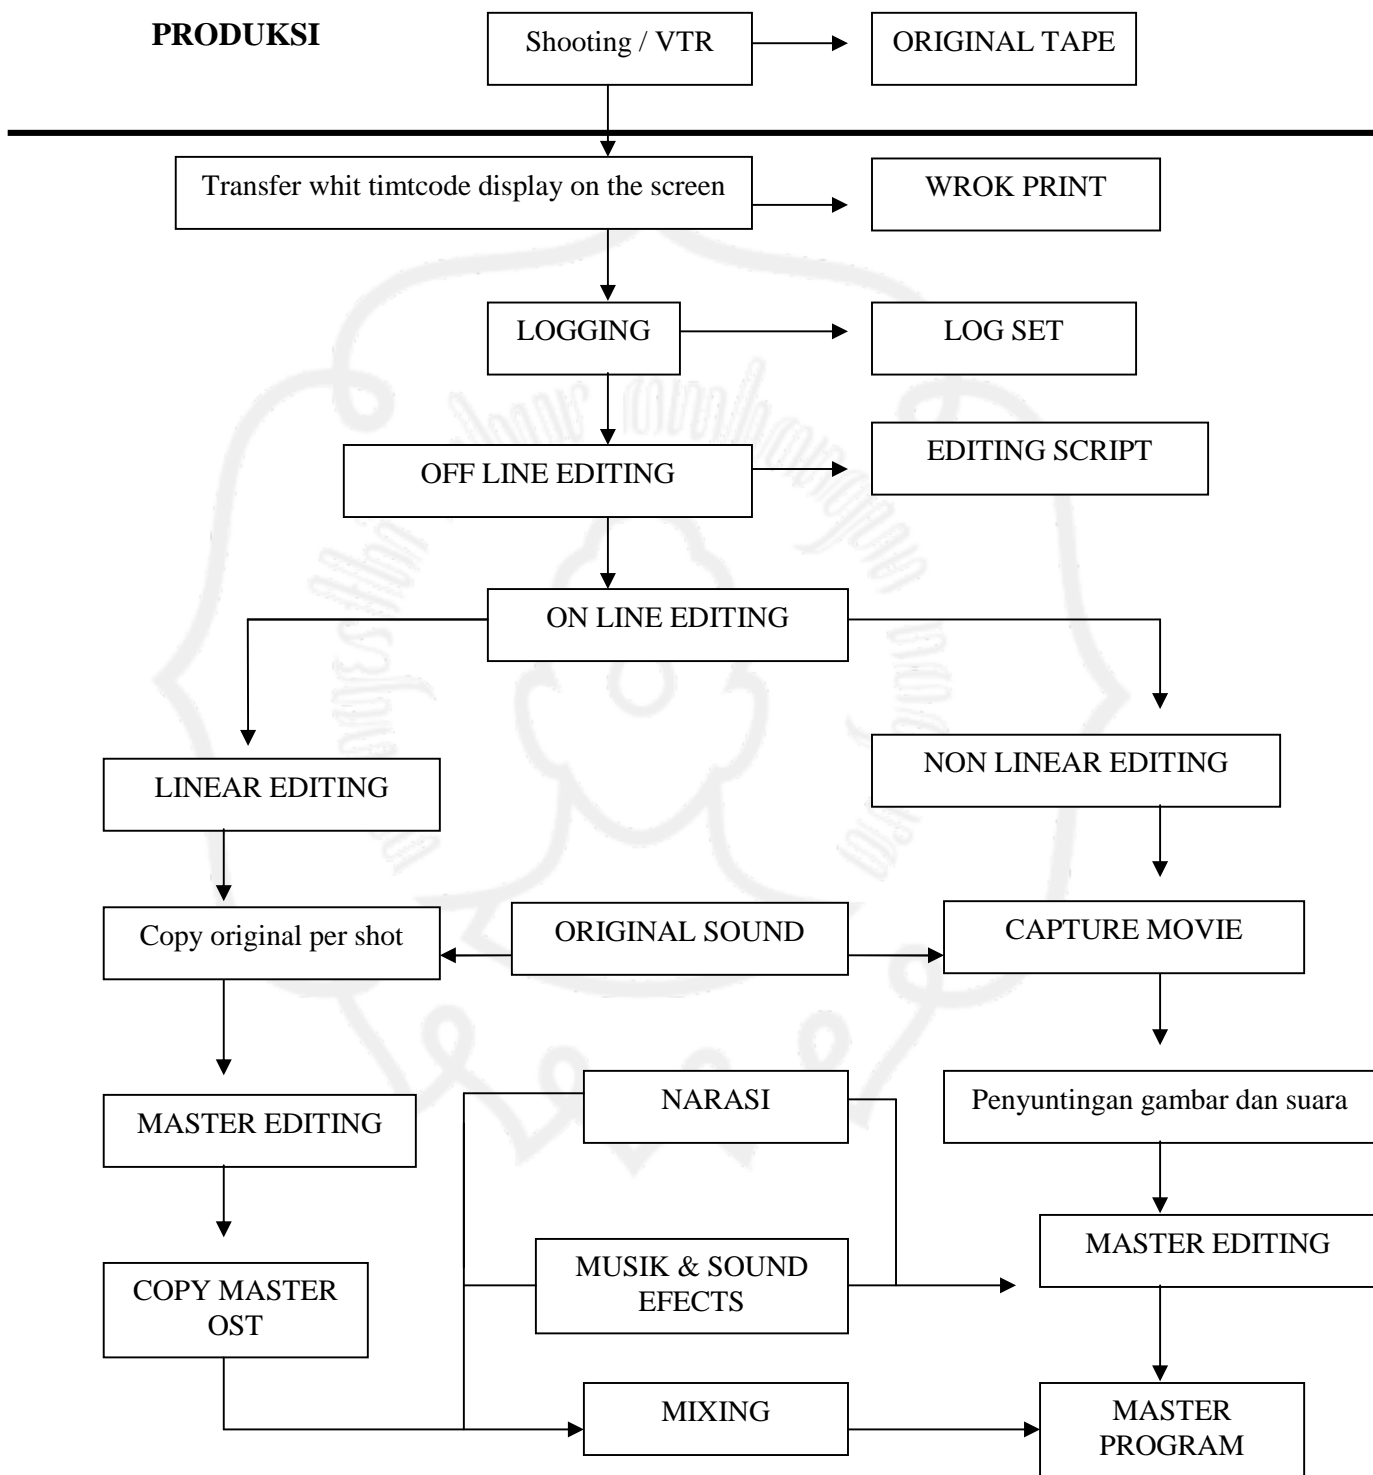 PRODUKSI
Shooting / VTR
ORIGINAL TAPE
Transfer whit timtcode display on the screen
WROK PRINT
LOGGING
LOG SET
OFF LINE EDITING
EDITING SCRIPT
ON LINE EDITING
LINEAR EDITING
NON LINEAR EDITING
Copy original per shot
ORIGINAL SOUND
CAPTURE MOVIE
MASTER EDITING
NARASI
Penyuntingan gambar dan suara
COPY MASTER
OST
MUSIK & SOUND
EFECTS
MASTER EDITING
MIXING
MASTER
PROGRAM